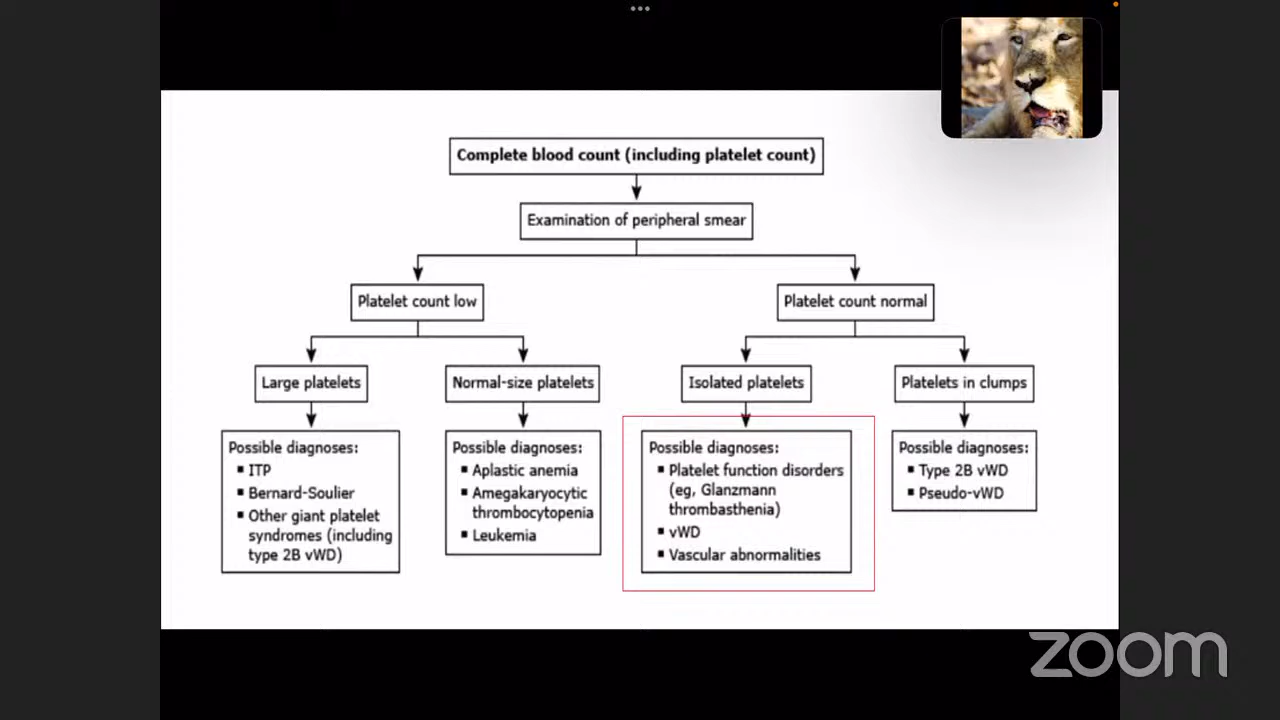 Complete blood count (including platelet count)
Examination of peripheral smear
Platelet count low
Platelet count normal
Large platelets
Normal-size platelets
Isolated platelets
Platelets in clumps
Possible diagnoses:
▪ ITP
▪ Bernard-Soulier
▪ Other giant platelet
syndromes (including
type 2B vWD)
Possible diagnoses:
▪ Aplastic anemia
▪ Amegakaryocytic
thrombocytopenia
▪ Leukemia
Possible diagnoses:
▪ Platelet function disorders
(eg, Glanzmann
thrombasthenia)
▪ vWD
▪ Vascular abnormalities
Possible diagnoses:
▪ Type 2B vWD
▪ Pseudo-vWD
zoom